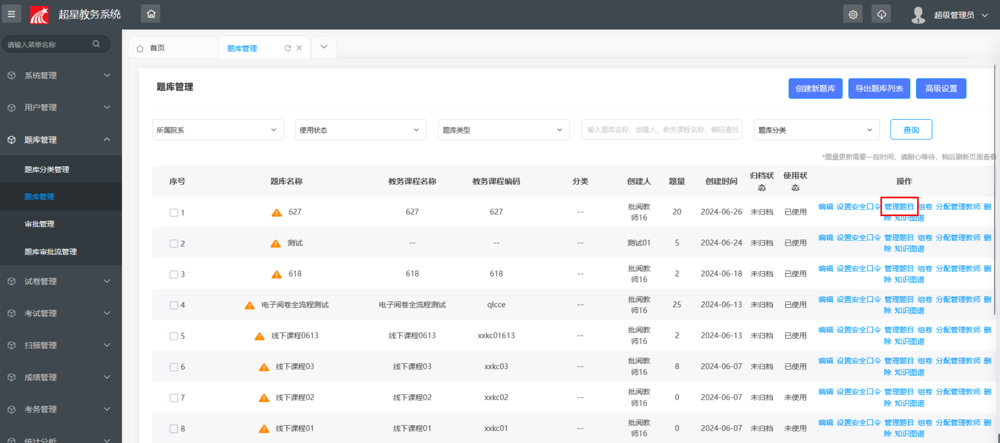 超星教务系统
超级管理员
请输入菜单名称
系统管理
用户管理
题库管理
题库分类管理
题库管理
审批管理
题库审批流管理
试卷管理
考试管理
扫描管理
成绩管理
考务管理
统计分析
首页
题库管理
题库管理
创建新题库 导出题库列表 高级设置
所属院系 使用状态 题库类型 输入题库名称、创建人、教务课程名称、编码查找 题库分类 查询
*题量更新需要一段时间，请耐心等待，稍后刷新页面查看
序号 题库名称 教务课程名称 教务课程编码 分类 创建人 题量 创建时间 归档状态 使用状态 操作
1 627 627 627 -- 批阅教师16 20 2024-06-26 未归档 已使用 编辑 设置安全口令 管理题目 组卷 分配管理教师 删除 知识图谱
2 测试 -- -- -- 测试01 5 2024-06-24 未归档 已使用 编辑 设置安全口令 管理题目 组卷 分配管理教师 删除 知识图谱
3 618 618 618 -- 批阅教师16 2 2024-06-18 未归档 已使用 编辑 设置安全口令 管理题目 组卷 分配管理教师 删除 知识图谱
4 电子阅卷全流程测试 电子阅卷全流程测试 qlcce -- 批阅教师16 25 2024-06-13 未归档 已使用 编辑 设置安全口令 管理题目 组卷 分配管理教师 删除 知识图谱
5 线下课程0613 线下课程0613 xxkc01613 -- 批阅教师16 2 2024-06-13 未归档 已使用 编辑 设置安全口令 管理题目 组卷 分配管理教师 删除 知识图谱
6 线下课程03 线下课程03 xxkc03 -- 批阅教师16 8 2024-06-07 未归档 已使用 编辑 设置安全口令 管理题目 组卷 分配管理教师 删除 知识图谱
7 线下课程02 线下课程02 xxkc02 -- 批阅教师16 0 2024-06-07 未归档 未使用 编辑 设置安全口令 管理题目 组卷 分配管理教师 删除 知识图谱
8 线下课程01 线下课程01 xxkc01 -- 批阅教师16 0 2024-06-07 未归档 未使用 编辑 设置安全口令 管理题目 组卷 分配管理教师 删除 知识图谱